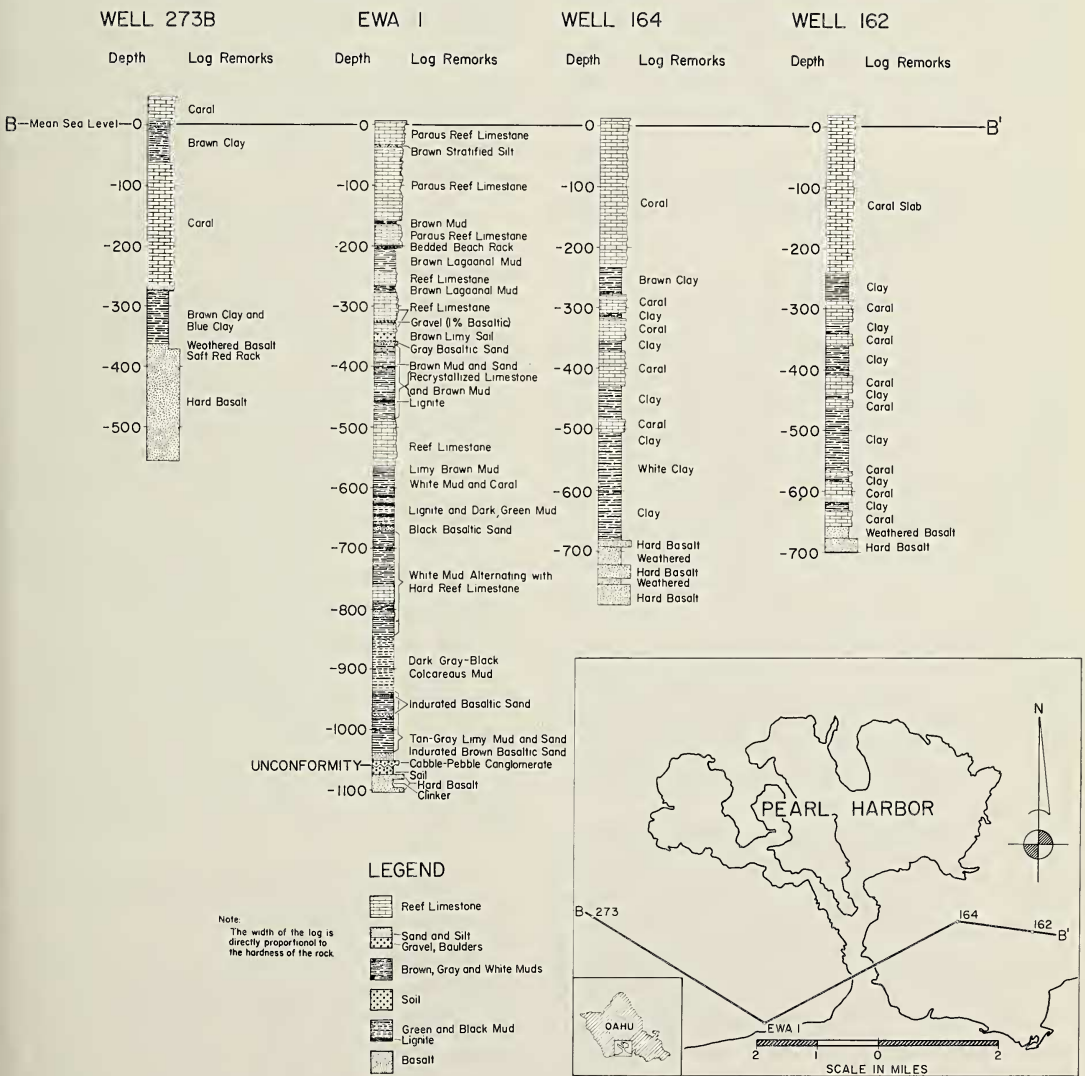 WELL 273B
Depth Log Remarks
Caral
B—Mean Sea Level—0
Brown Clay
-100
Caral
-200
-300
Brown Clay and
Blue Clay
Weathered Basalt
Saft Red Rack
-400
Hard Basalt
-500
EWA 1
Depth Log Remarks
0
Parous Reef Limestone
Brown Stratified Silt
-100
Parous Reef Limestone
Brown Mud
Parous Reef Limestone
-200
Bedded Beach Rack
Brown Lagaanal Mud
Reef Limestone
Brown Lagaanal Mud
-300
Reef Limestone
Gravel (1% Basaltic)
Brown Limy Sail
Gray Basaltic Sand
-400
Brown Mud and Sand
Recrystallized Limestone
and Brown Mud
Lignite
-500
Reef Limestone
Limy Brown Mud
-600
White Mud and Caral
Lignite and Dark Green Mud
Black Basaltic Sand
-700
White Mud Alternating with
Hard Reef Limestone
-800
Dark Gray-Black
Colcareous Mud
-900
Indurated Basaltic Sand
-1000
Tan-Gray Limy Mud and Sand
Indurated Brown Basaltic Sand
UNCONFORMITY
Cabble-Pebble Canglomerate
Sail
Hard Basalt
-1100
Clinker
WELL 164
Depth Log Remarks
0
-100
Coral
-200
Brown Clay
-300
Caral
Clay
Coral
Clay
-400
Caral
Clay
-500
Caral
Clay
White Clay
-600
Clay
Hard Basalt
-700
Weathered
Hard Basalt
Weathered
Hard Basalt
WELL 162
Depth Log Remarks
0
B'
-100
Caral Slab
-200
Clay
-300
Caral
Clay
Caral
Clay
-400
Caral
Clay
Caral
-500
Clay
Caral
Clay
-600
Coral
Clay
Caral
Weathered Basalt
-700
Hard Basalt
LEGEND
Reef Limestone
Sand and Silt
Gravel, Baulders
Brown, Gray and White Muds
Soil
Green and Black Mud
Lignite
Basalt
Note:
The width of the log is
directly proportional to
the hardness of the rock
N
PEARL HARBOR
B 273
164
162
B'
EWA 1
OAHU
2 1 0 2
SCALE IN MILES